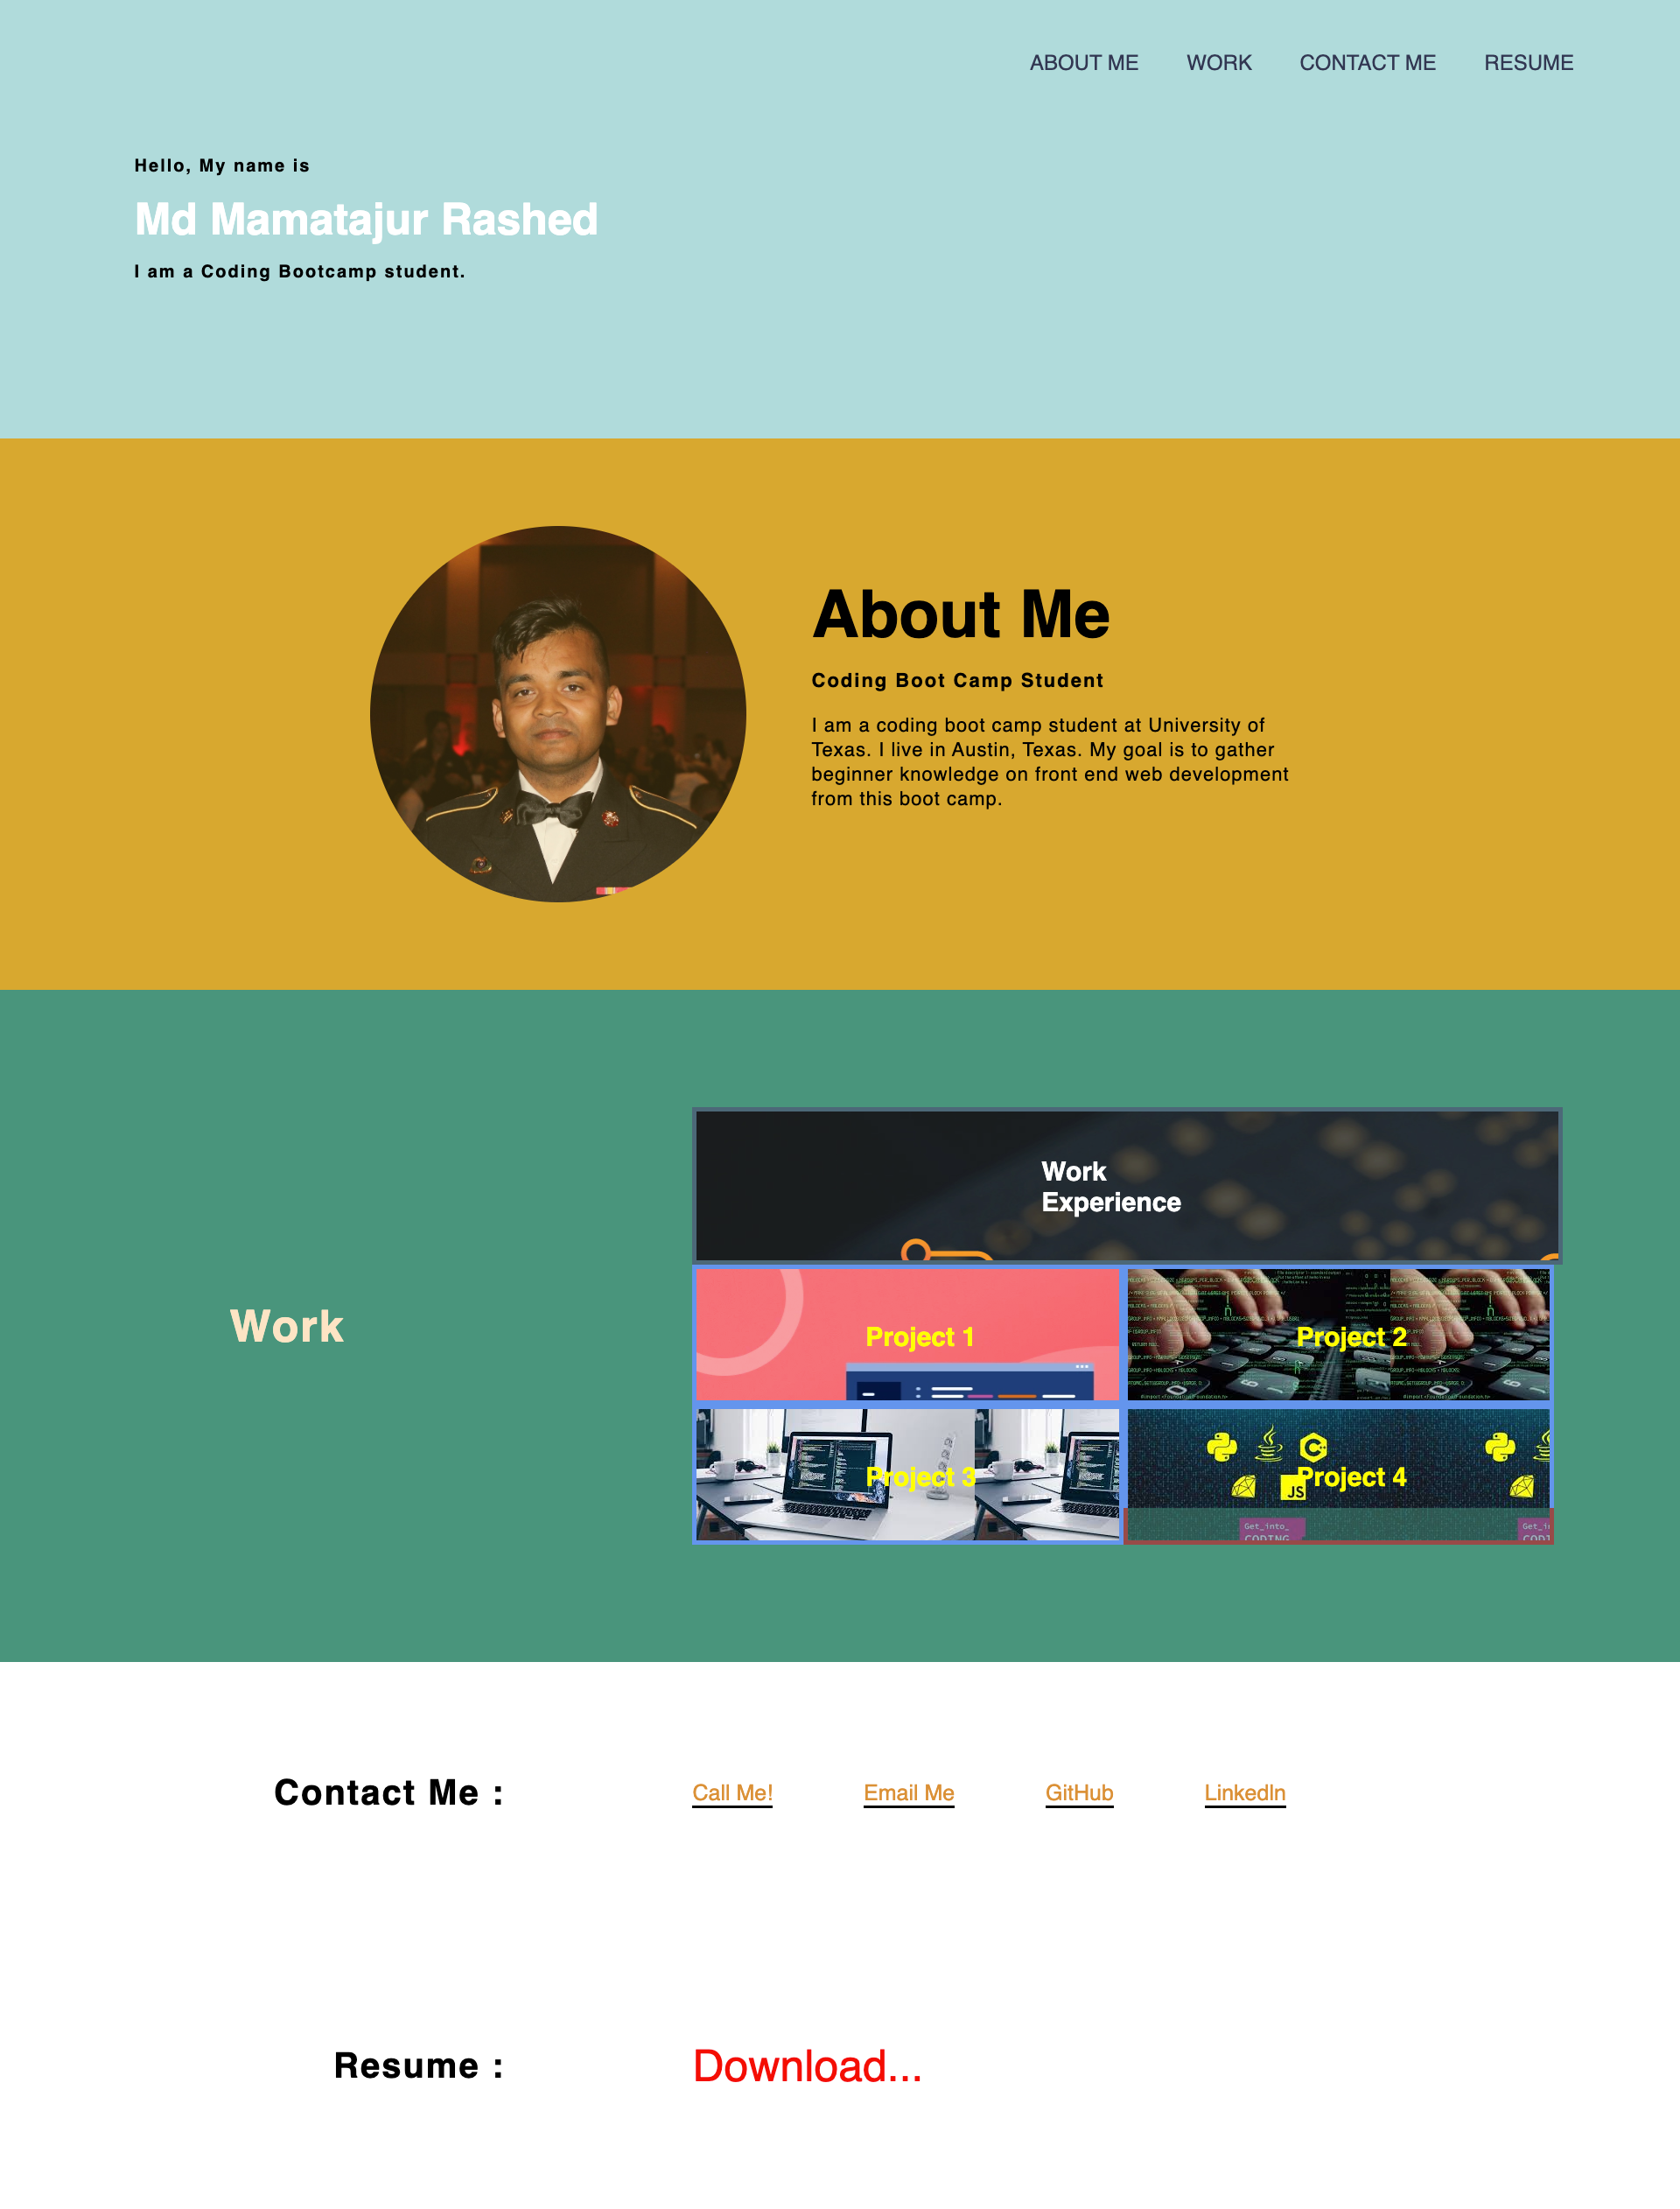 ABOUT ME WORK CONTACT ME RESUME
Hello, My name is
Md Mamatajur Rashed
I am a Coding Bootcamp student.
About Me
Coding Boot Camp Student
I am a coding boot camp student at University of
Texas. I live in Austin, Texas. My goal is to gather
beginner knowledge on front end web development
from this boot camp.
Work
Work
Experience
Project 1
Project 2
Project 3
Project 4
JS
Get_into_
CODING
Contact Me :
Call Me!
Email Me
GitHub
LinkedIn
Resume :
Download...